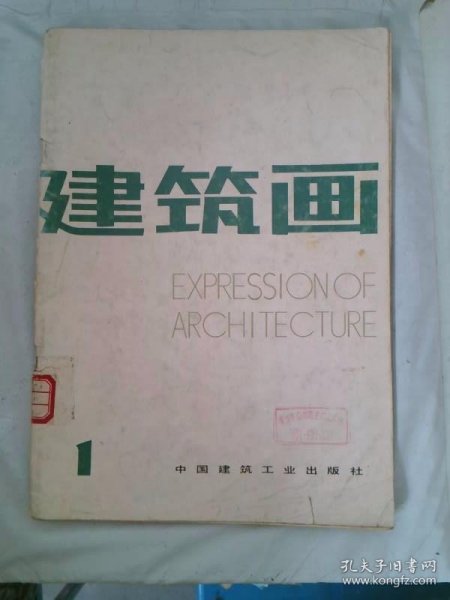 建筑画
EXPRESSION OF
ARCHITECTURE
1
中国建筑工业出版社
孔夫子旧书网
www.kongfz.com